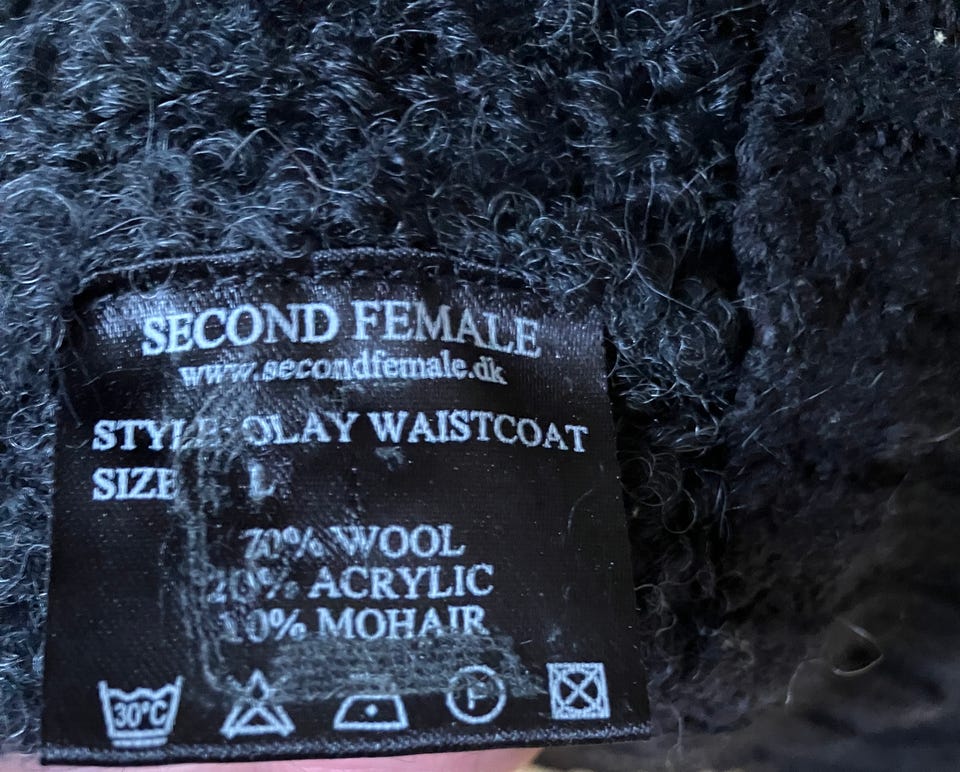 SECOND FEMALE
www.secondfemale.dk
STYLE OLAY WAISTCOAT
SIZE L
70% WOOL
20% ACRYLIC
10% MOHAIR
30°C